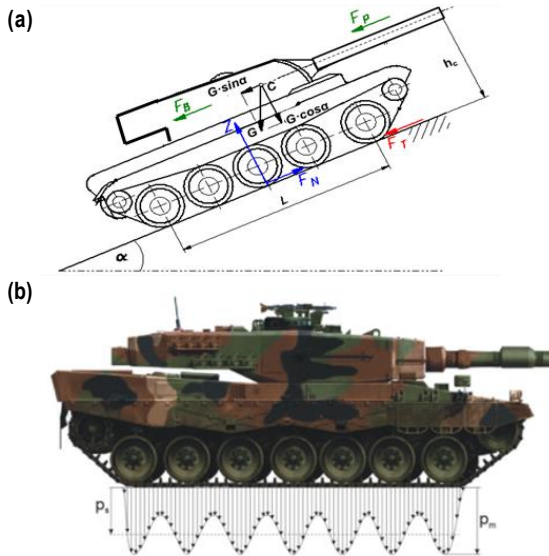 (a)
F_P
G·sinα
C
h_c
F_B
Z
G
G·cosα
F_T
F_N
L
α
(b)
p_s
p_m